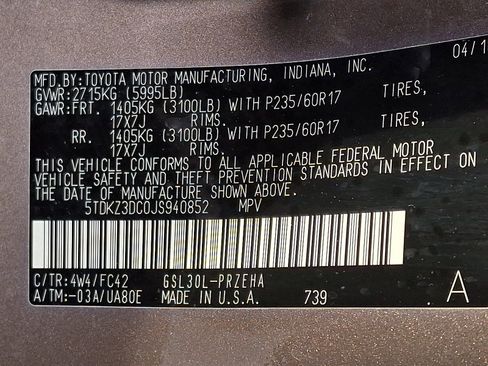 04/1
MFD.BY:TOYOTA MOTOR MANUFACTURING, INDIANA, INC.
GVWR:2715KG (5995LB)
GAWR:FRT. 1405KG (3100LB) WITH P235/60R17 TIRES,
17X7J RIMS.
RR. 1405KG (3100LB) WITH P235/60R17 TIRES,
17X7J RIMS.
THIS VEHICLE CONFORMS TO ALL APPLICABLE FEDERAL MOTOR
VEHICLE SAFETY AND THEFT PREVENTION STANDARDS IN EFFECT ON
THE DATE OF MANUFACTURE SHOWN ABOVE.
5TDKZ3DC0JS940852 MPV
C/TR:4W4/FC42 GSL30L-PRZEHA
A/TM:-03A/UA80E MADE IN U.S.A. 739 A